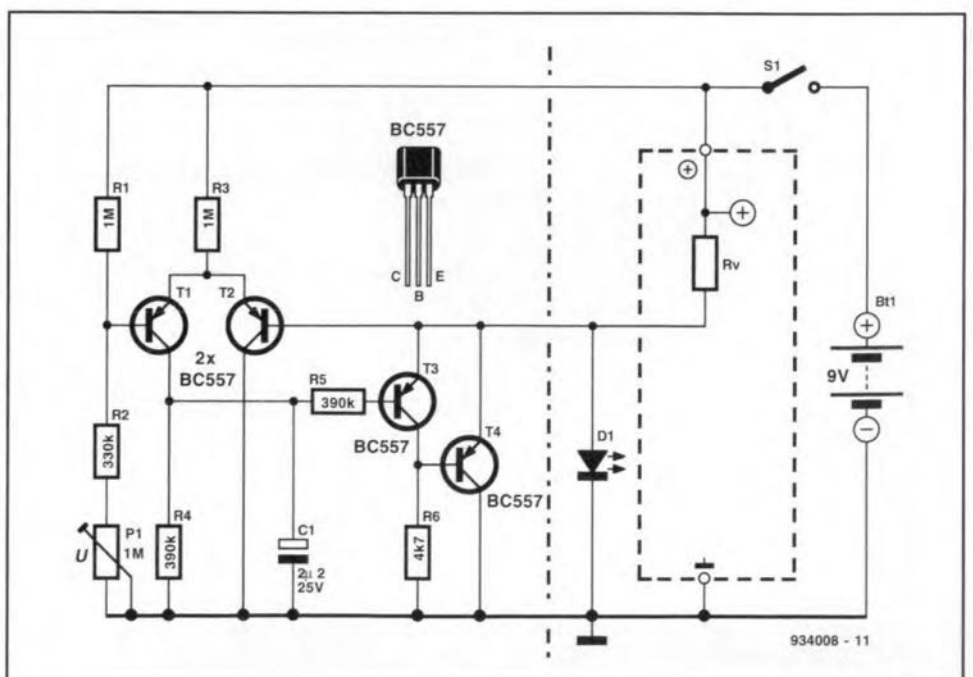 S1
BC557
R1
1M
R3
1M
C
B
E
Rv
Bt1
9V
T1
T2
2x
BC557
R5
390k
T3
BC557
T4
BC557
R2
330k
D1
P1
1M
U
R4
390k
C1
2µ2
25V
R6
4k7
934008 - 11